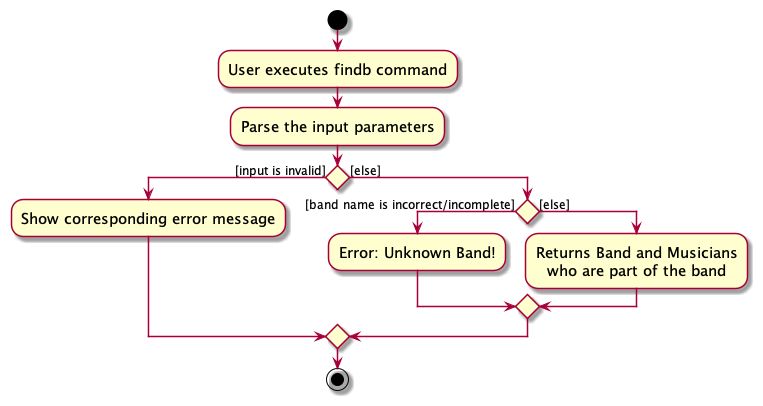 User executes findb command
Parse the input parameters
[input is invalid]
[else]
Show corresponding error message
[band name is incorrect/incomplete]
[else]
Error: Unknown Band!
Returns Band and Musicians
who are part of the band